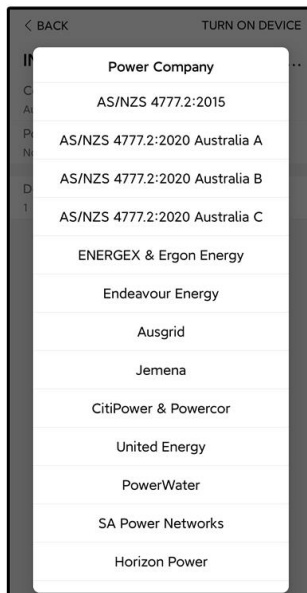 < BACK TURN ON DEVICE
Power Company
AS/NZS 4777.2:2015
AS/NZS 4777.2:2020 Australia A
AS/NZS 4777.2:2020 Australia B
AS/NZS 4777.2:2020 Australia C
ENERGEX & Ergon Energy
Endeavour Energy
Ausgrid
Jemena
CitiPower & Powercor
United Energy
PowerWater
SA Power Networks
Horizon Power
1